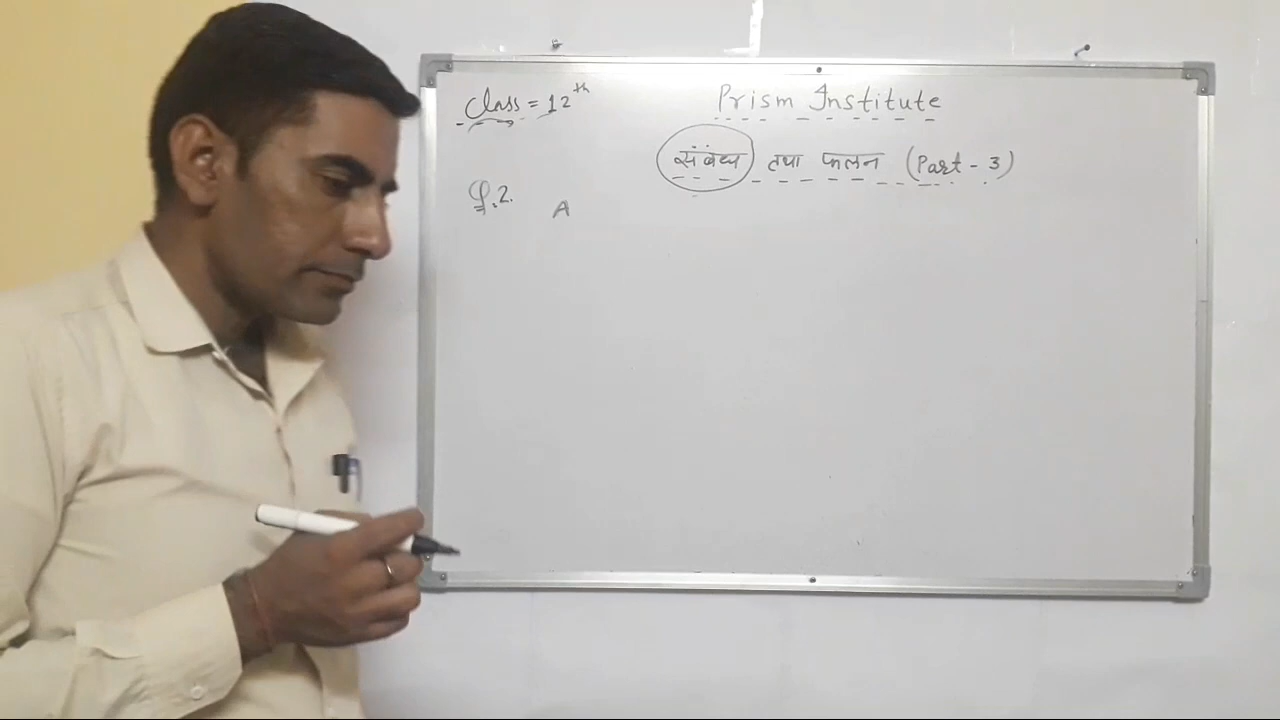 Class = 12th
Prism Institute
संबंध तथा फलन (Part - 3)
Q.2. A